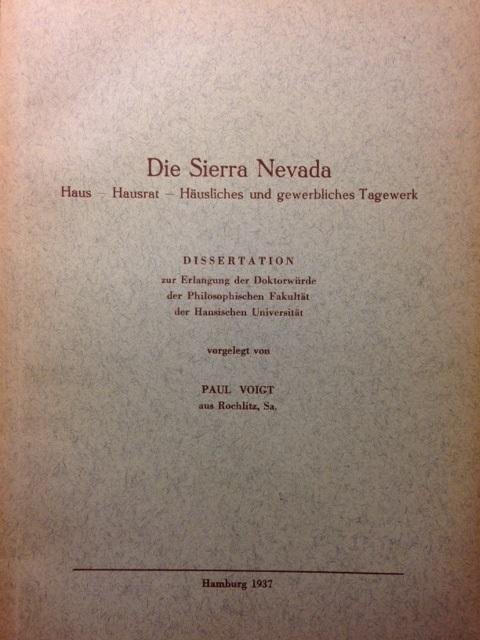 Die Sierra Nevada
Haus – Hausrat – Häusliches und gewerbliches Tagewerk
DISSERTATION
zur Erlangung der Doktorwürde
der Philosophischen Fakultät
der Hansischen Universität
vorgelegt von
PAUL VOIGT
aus Rochlitz, Sa.
Hamburg 1937